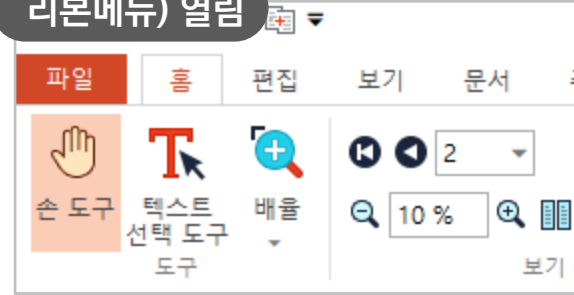 리본메뉴) 열림
파일 홈 편집 보기 문서
2
손 도구 텍스트 선택 도구 배율
10 %
도구 보기